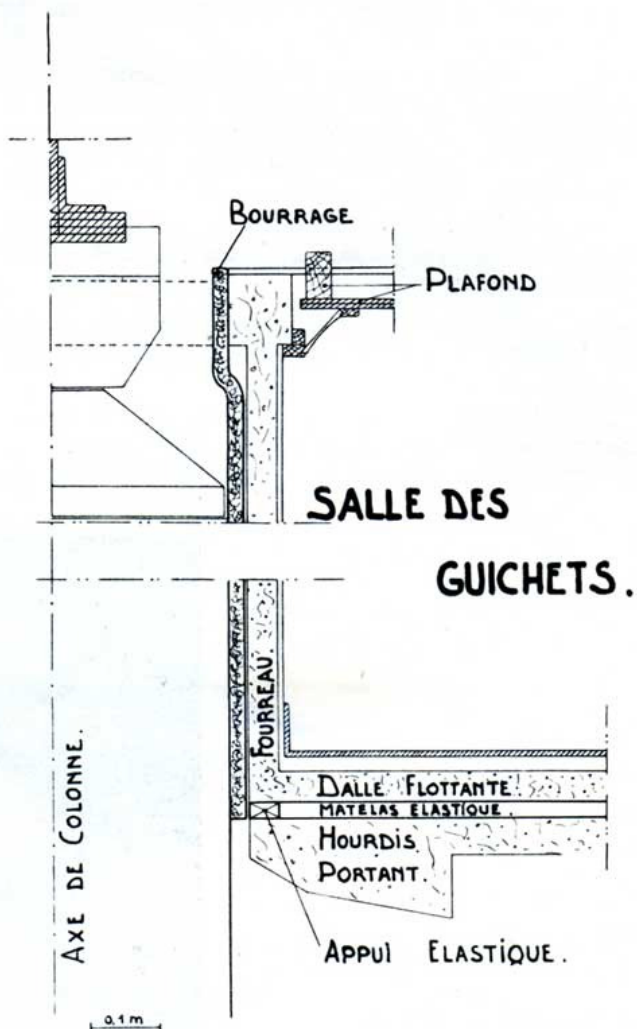 BOURRAGE
PLAFOND
SALLE DES
GUICHETS.
FOURREAU.
AXE DE COLONNE.
DALLE FLOTTANTE.
MATELAS ELASTIQUE.
HOURDIS
PORTANT.
APPUI ELASTIQUE.
0,1 m